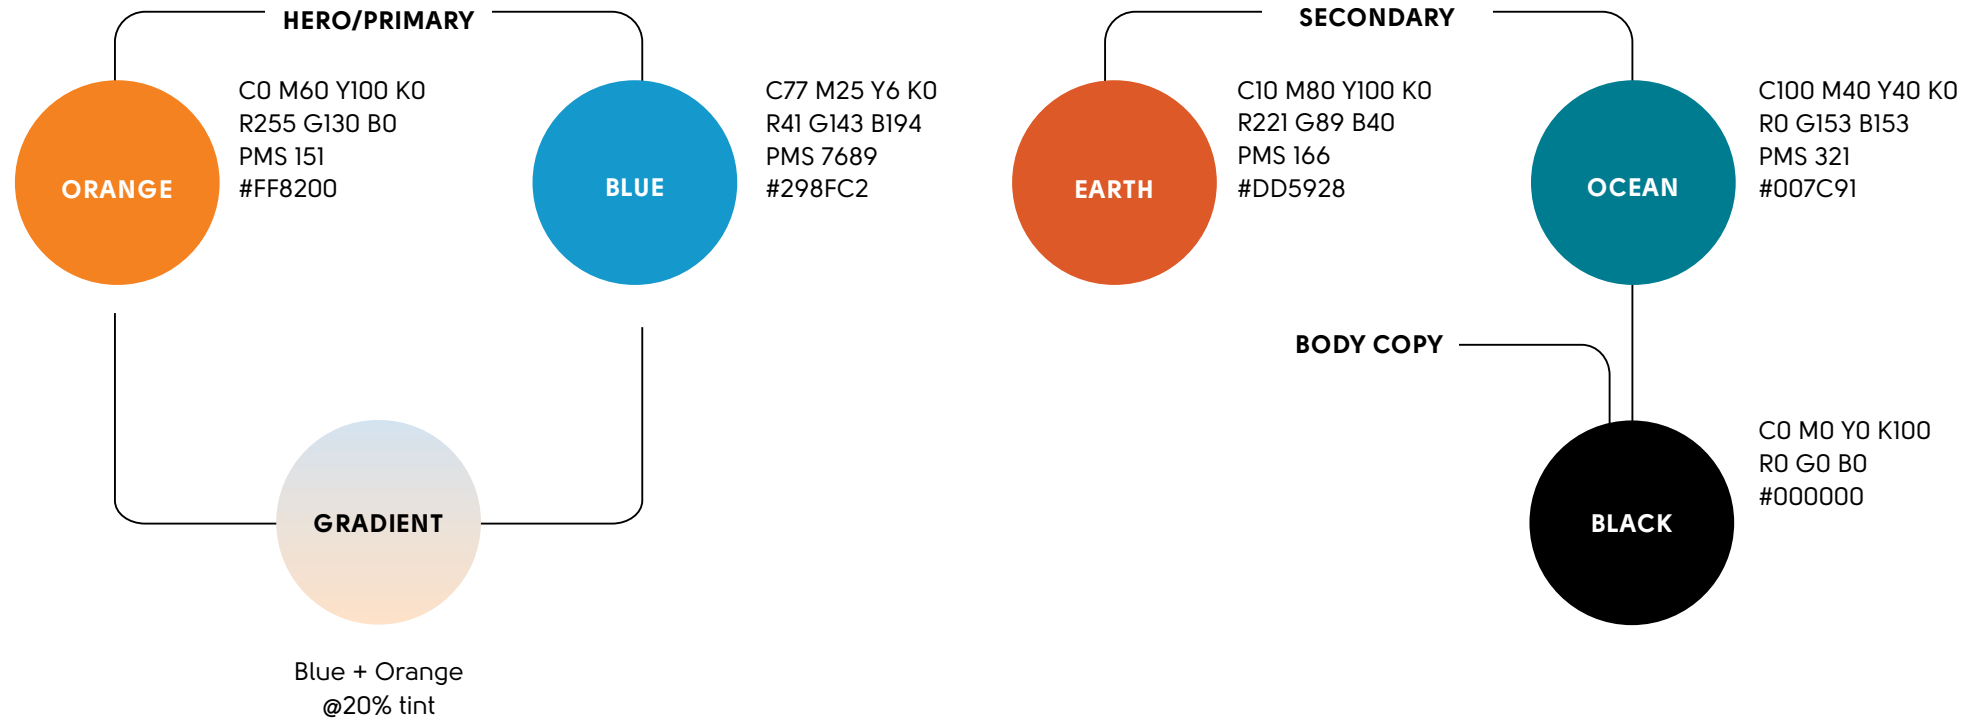 HERO/PRIMARY
ORANGE
C0 M60 Y100 K0
R255 G130 B0
PMS 151
#FF8200
BLUE
C77 M25 Y6 K0
R41 G143 B194
PMS 7689
#298FC2
GRADIENT
Blue + Orange
@20% tint
SECONDARY
EARTH
C10 M80 Y100 K0
R221 G89 B40
PMS 166
#DD5928
OCEAN
C100 M40 Y40 K0
R0 G153 B153
PMS 321
#007C91
BODY COPY
BLACK
C0 M0 Y0 K100
R0 G0 B0
#000000